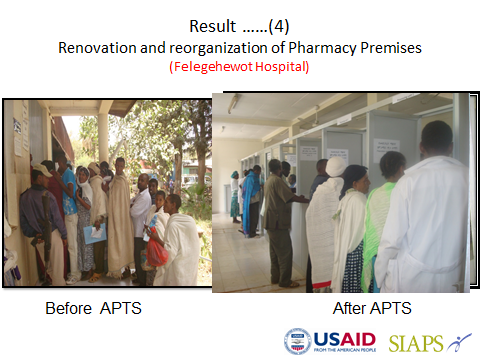 Result ……(4)
Renovation and reorganization of Pharmacy Premises
(Felegehewot Hospital)
Before APTS
After APTS
USAID
FROM THE AMERICAN PEOPLE
SIAPS